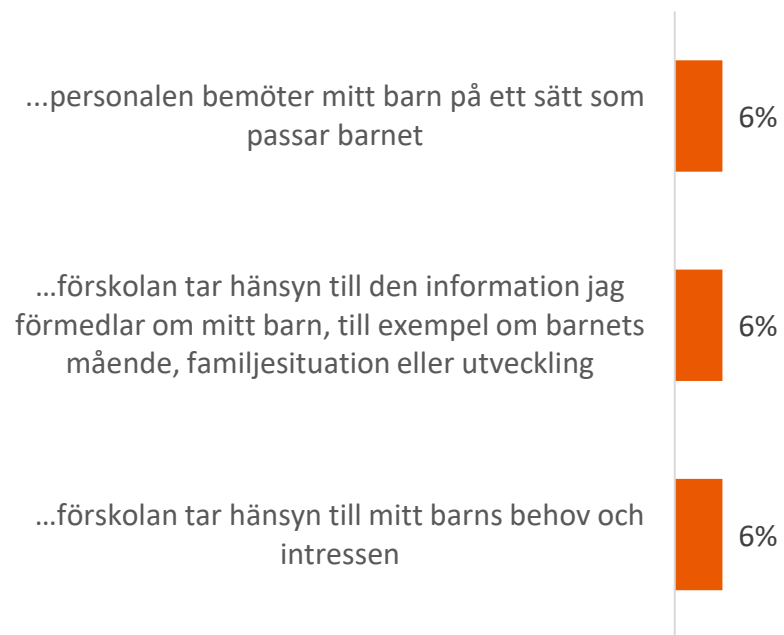 ...personalen bemöter mitt barn på ett sätt som
passar barnet
6%
...förskolan tar hänsyn till den information jag
förmedlar om mitt barn, till exempel om barnets
mående, familjesituation eller utveckling
6%
...förskolan tar hänsyn till mitt barns behov och
intressen
6%